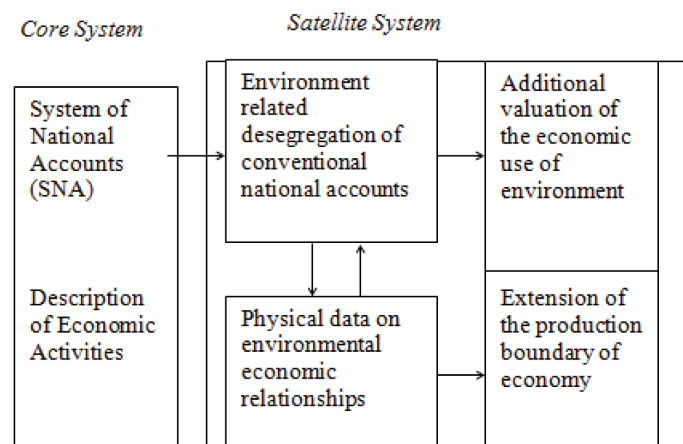 Core System
Satellite System
System of
National
Accounts
(SNA)
Description
of Economic
Activities
Environment
related
desegregation of
conventional
national accounts
Physical data on
environmental
economic
relationships
Additional
valuation of
the economic
use of
environment
Extension of
the production
boundary of
economy